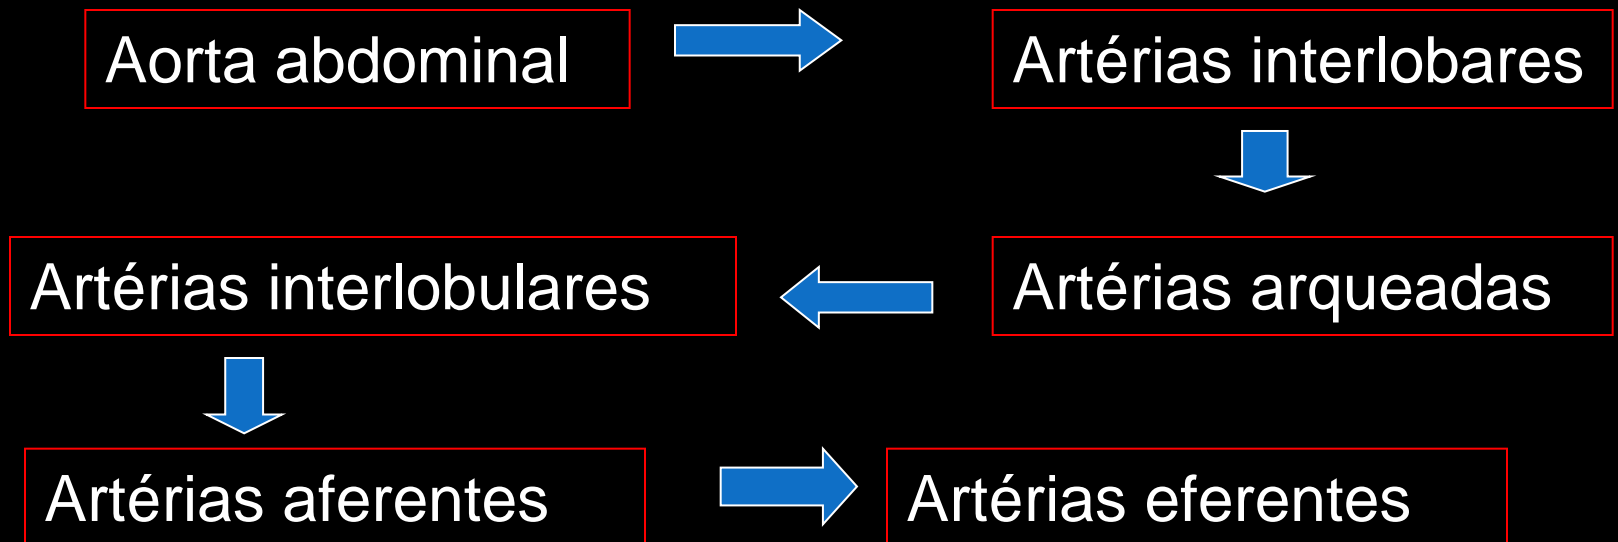 Aorta abdominal
Artérias interlobares
Artérias arqueadas
Artérias interlobulares
Artérias aferentes
Artérias eferentes